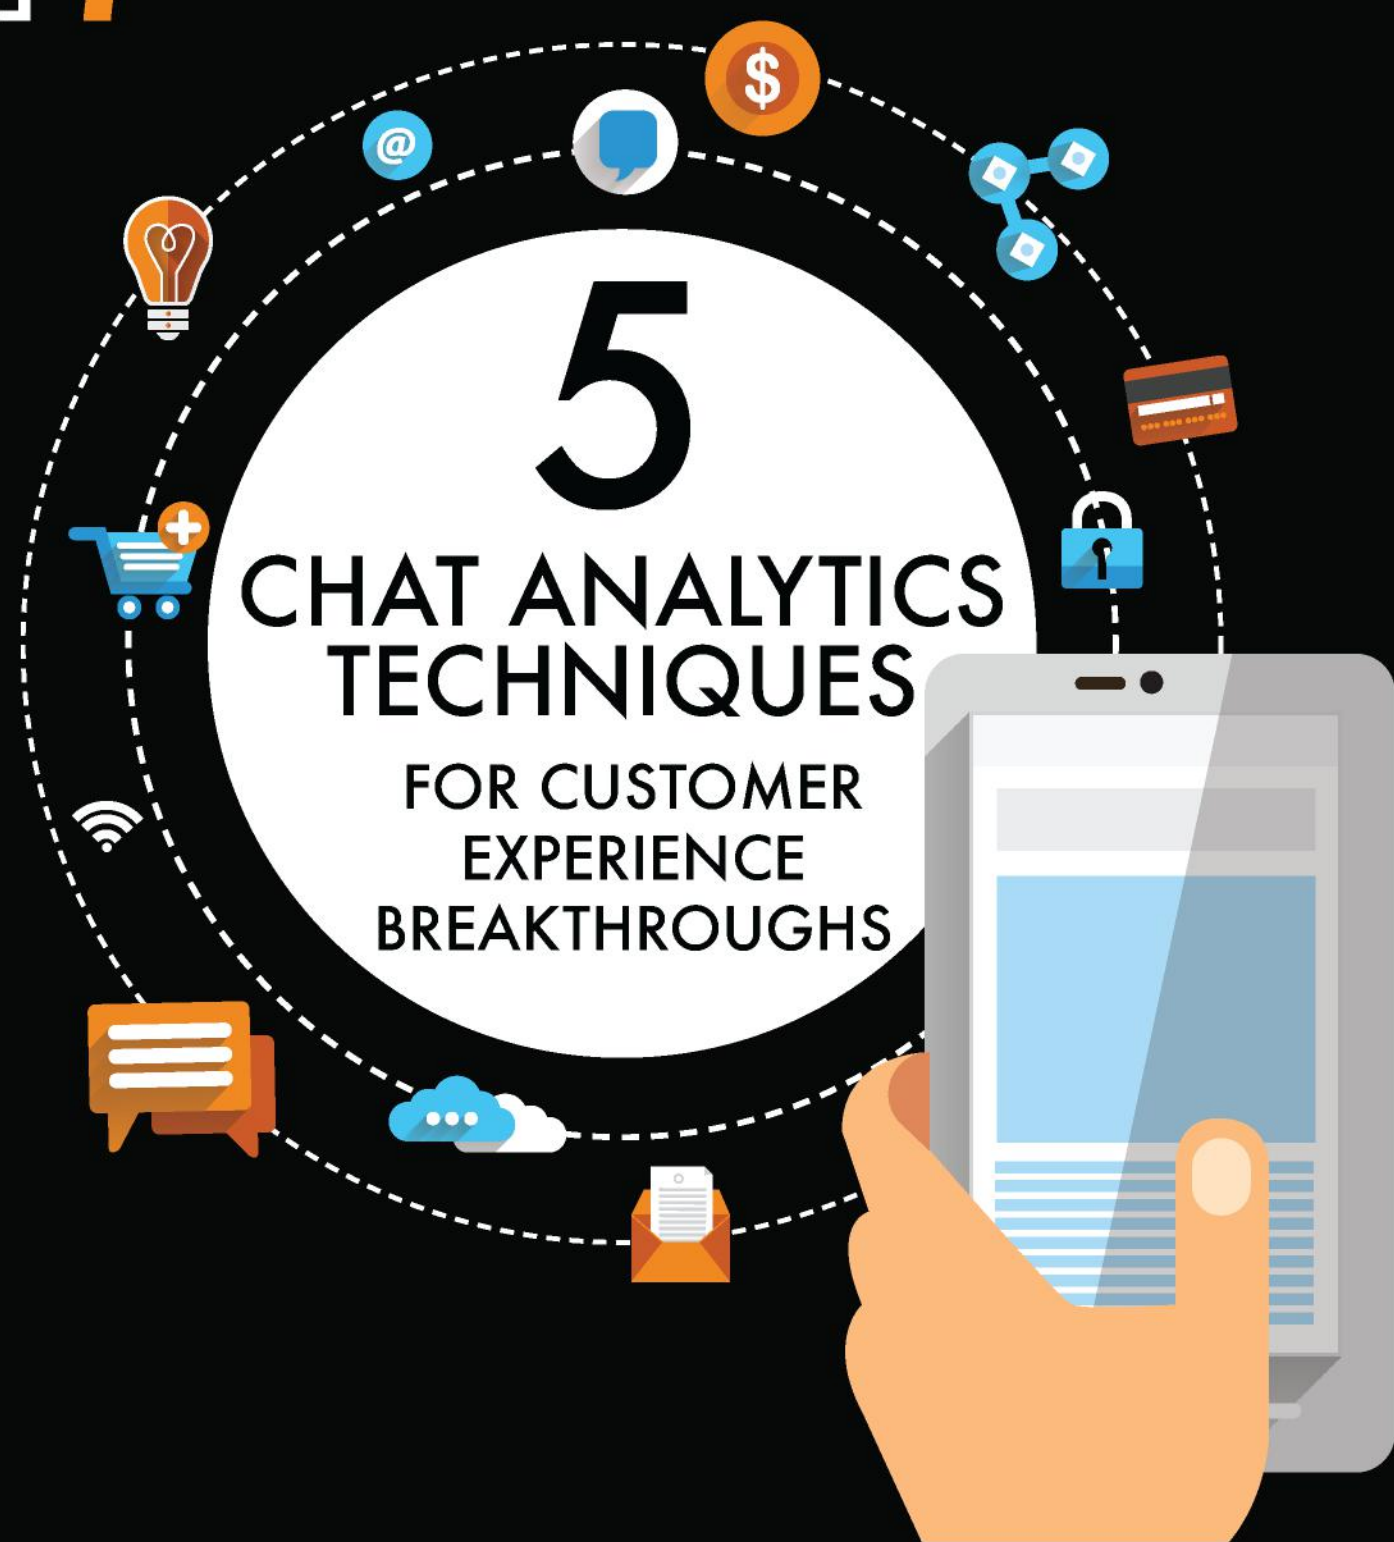 5
CHAT ANALYTICS
TECHNIQUES
FOR CUSTOMER
EXPERIENCE
BREAKTHROUGHS
$
@